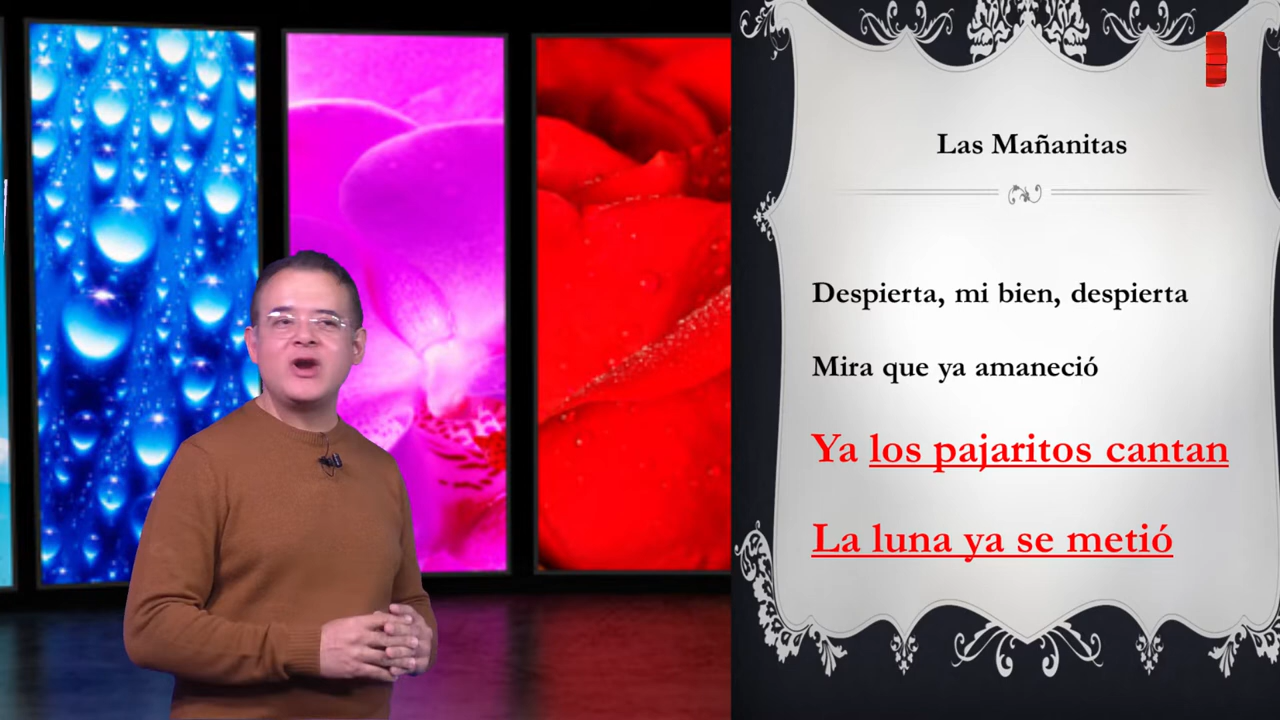 Las Mañanitas
Despierta, mi bien, despierta
Mira que ya amaneció
Ya los pajaritos cantan
La luna ya se metió